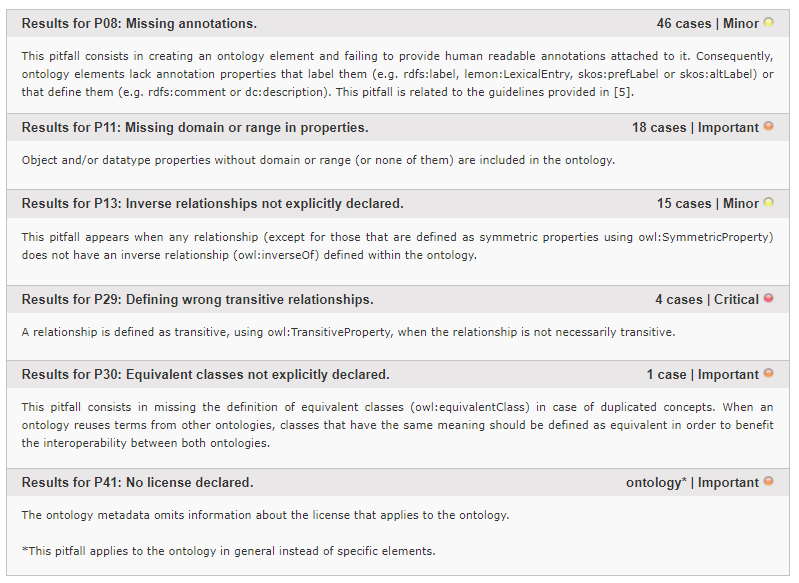 Results for P08: Missing annotations. 46 cases | Minor
This pitfall consists in creating an ontology element and failing to provide human readable annotations attached to it. Consequently,
ontology elements lack annotation properties that label them (e.g. rdfs:label, lemon:LexicalEntry, skos:prefLabel or skos:altLabel) or
that define them (e.g. rdfs:comment or dc:description). This pitfall is related to the guidelines provided in [5].
Results for P11: Missing domain or range in properties. 18 cases | Important
Object and/or datatype properties without domain or range (or none of them) are included in the ontology.
Results for P13: Inverse relationships not explicitly declared. 15 cases | Minor
This pitfall appears when any relationship (except for those that are defined as symmetric properties using owl:SymmetricProperty)
does not have an inverse relationship (owl:inverseOf) defined within the ontology.
Results for P29: Defining wrong transitive relationships. 4 cases | Critical
A relationship is defined as transitive, using owl:TransitiveProperty, when the relationship is not necessarily transitive.
Results for P30: Equivalent classes not explicitly declared. 1 case | Important
This pitfall consists in missing the definition of equivalent classes (owl:equivalentClass) in case of duplicated concepts. When an
ontology reuses terms from other ontologies, classes that have the same meaning should be defined as equivalent in order to benefit
the interoperability between both ontologies.
Results for P41: No license declared. ontology* | Important
The ontology metadata omits information about the license that applies to the ontology.
*This pitfall applies to the ontology in general instead of specific elements.